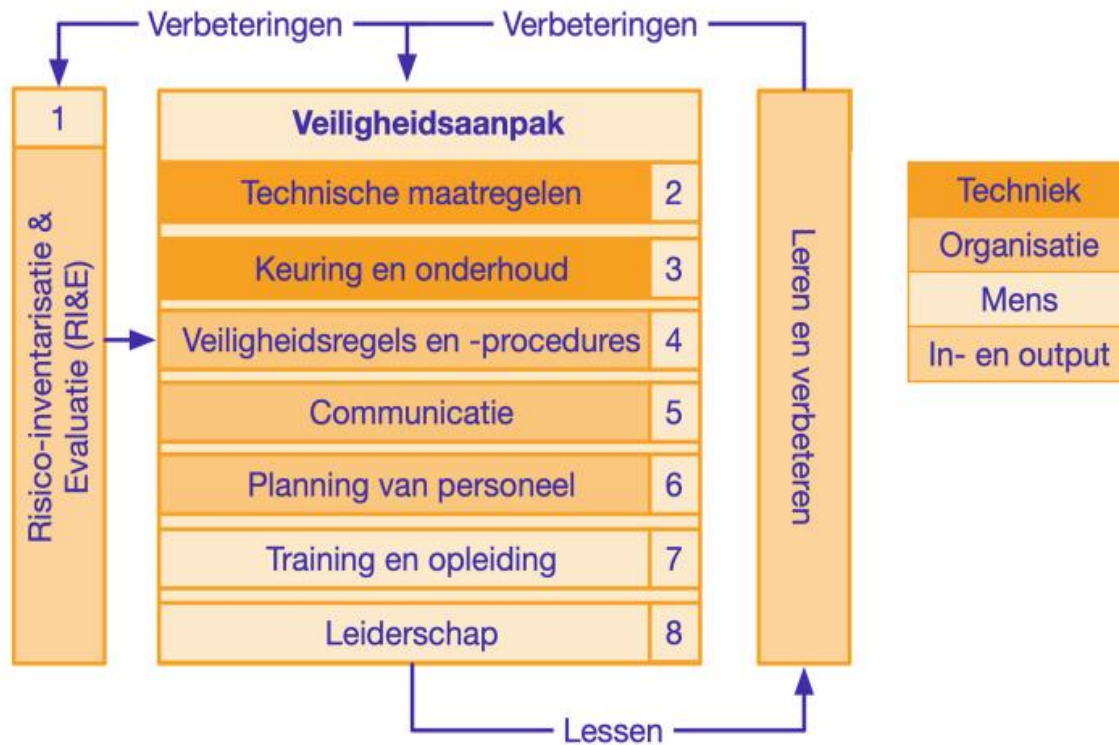 Verbeteringen
Verbeteringen
1
Risico-inventarisatie &
Evaluatie (RI&E)
Veiligheidsaanpak
Technische maatregelen 2
Keuring en onderhoud 3
Veiligheidsregels en -procedures 4
Communicatie 5
Planning van personeel 6
Training en opleiding 7
Leiderschap 8
Lessen
Leren en verbeteren
Techniek
Organisatie
Mens
In- en output